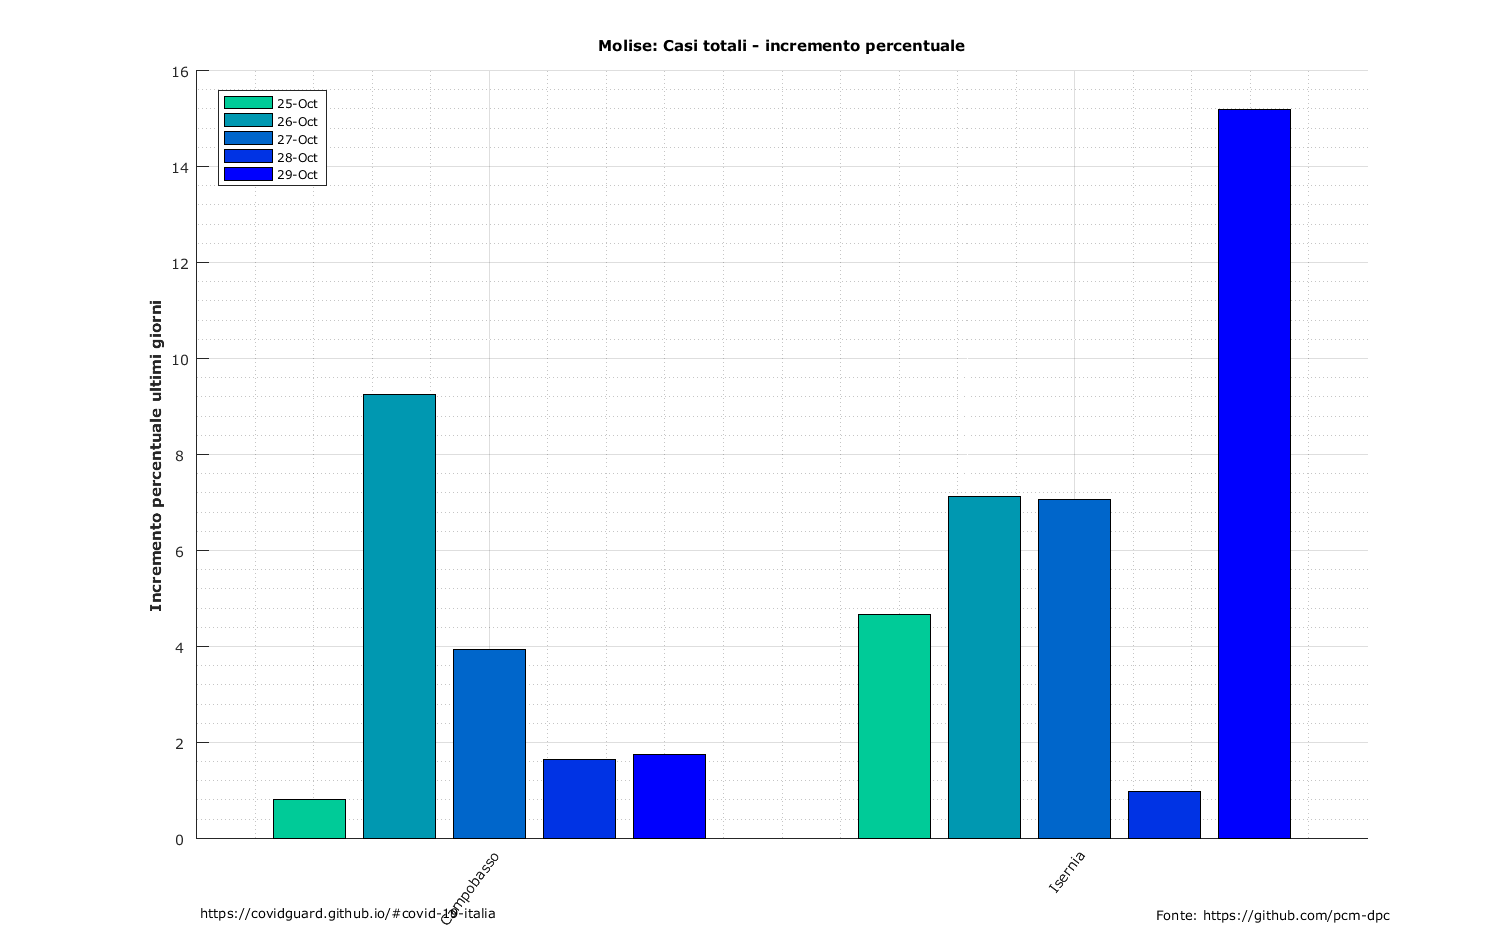 Molise: Casi totali - incremento percentuale
16
14
12
10
8
6
4
2
0
Incremento percentuale ultimi giorni
25-Oct
26-Oct
27-Oct
28-Oct
29-Oct
Campobasso
Isernia
https://covidguard.github.io/#covid-19-italia
Fonte: https://github.com/pcm-dpc